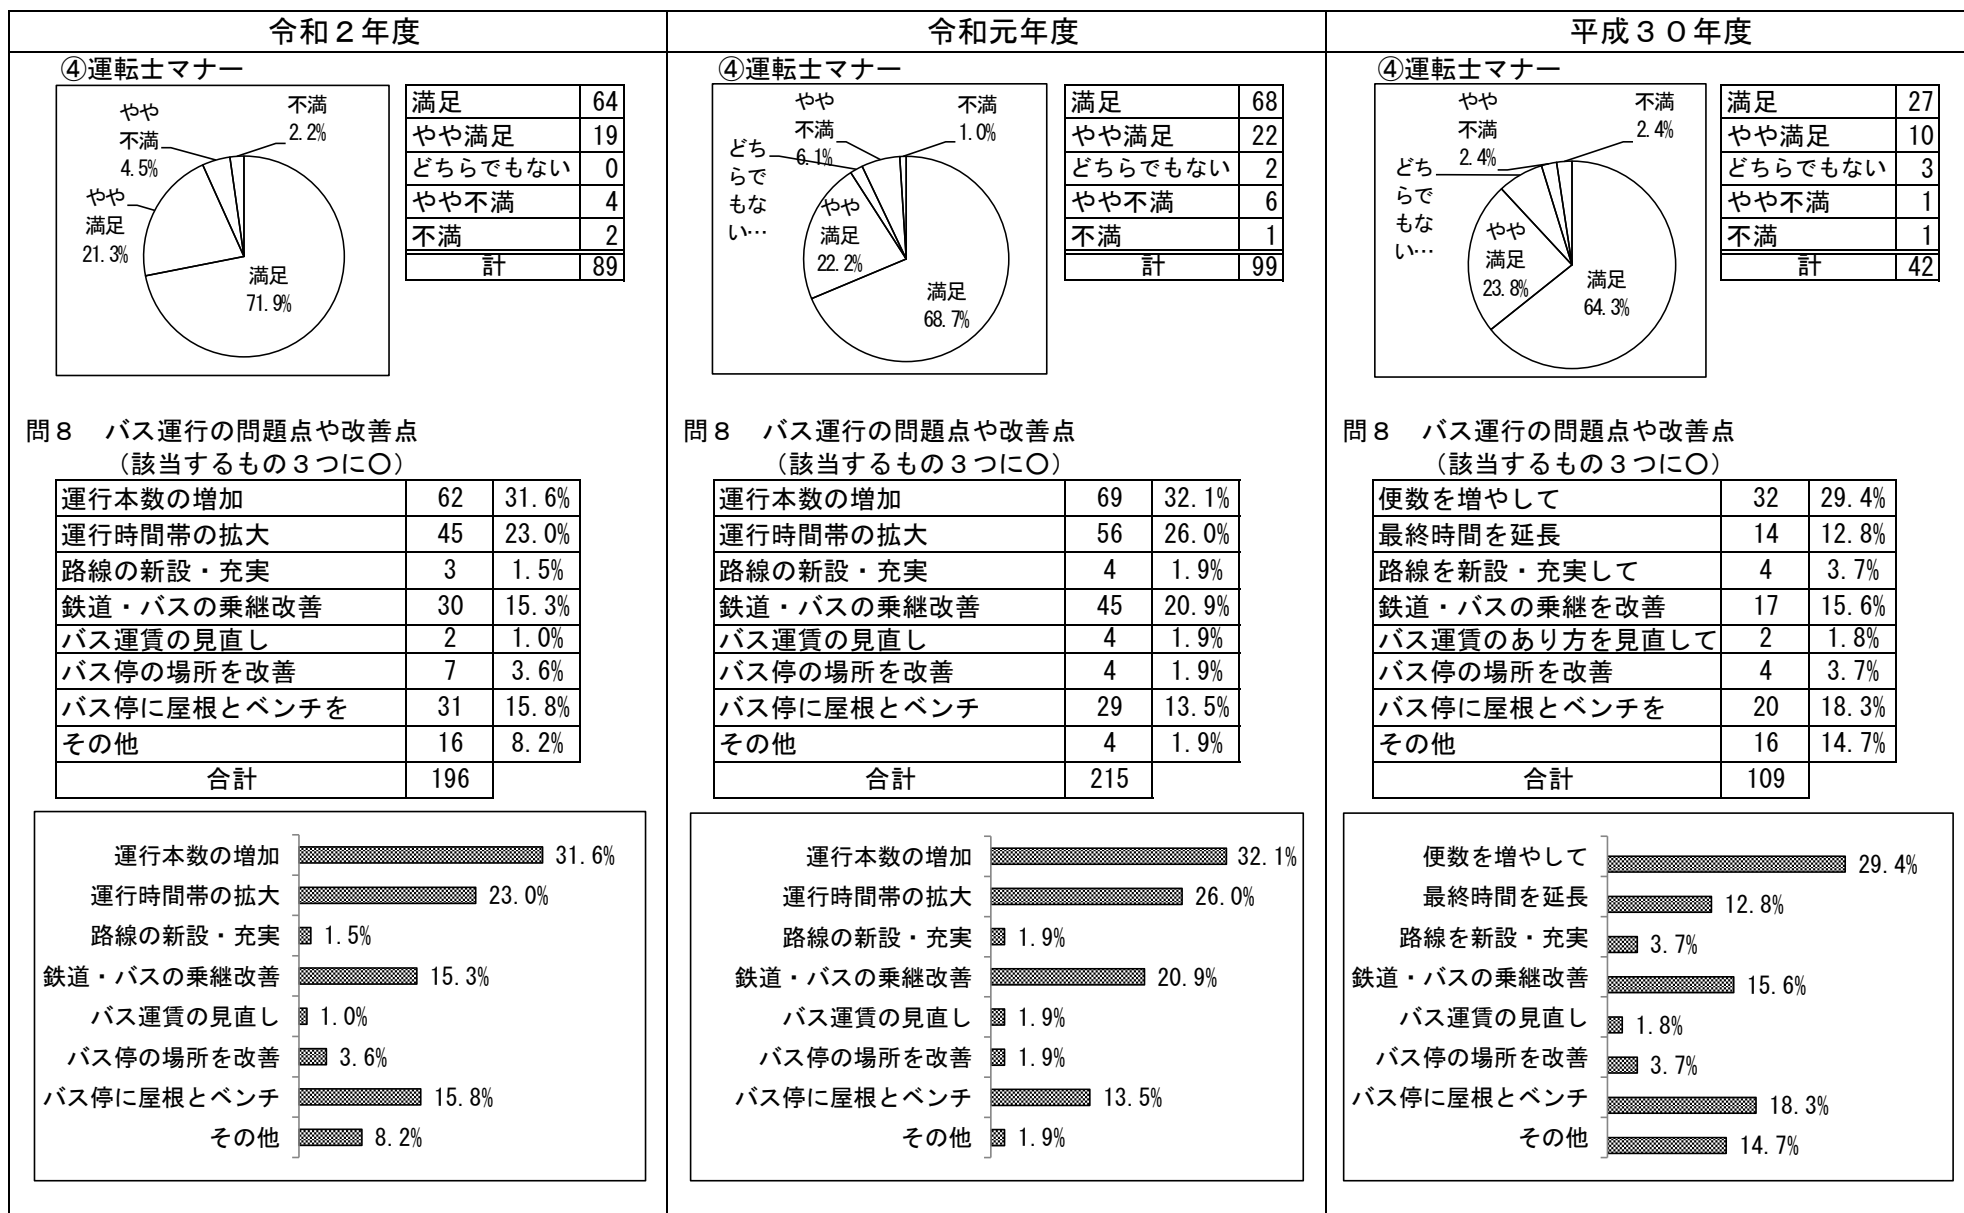 令和２年度
④運転士マナー
やや
不満
4.5%
不満
2.2%
やや
満足
21.3%
満足
71.9%
満足 64
やや満足 19
どちらでもない 0
やや不満 4
不満 2
計 89
問８ バス運行の問題点や改善点
（該当するもの３つに〇）
運行本数の増加 62 31.6%
運行時間帯の拡大 45 23.0%
路線の新設・充実 3 1.5%
鉄道・バスの乗継改善 30 15.3%
バス運賃の見直し 2 1.0%
バス停の場所を改善 7 3.6%
バス停に屋根とベンチを 31 15.8%
その他 16 8.2%
合計 196
運行本数の増加 31.6%
運行時間帯の拡大 23.0%
路線の新設・充実 1.5%
鉄道・バスの乗継改善 15.3%
バス運賃の見直し 1.0%
バス停の場所を改善 3.6%
バス停に屋根とベンチ 15.8%
その他 8.2%
令和元年度
④運転士マナー
やや
不満
6.1%
不満
1.0%
どち
らで
もな
い…
やや
満足
22.2%
満足
68.7%
満足 68
やや満足 22
どちらでもない 2
やや不満 6
不満 1
計 99
問８ バス運行の問題点や改善点
（該当するもの３つに〇）
運行本数の増加 69 32.1%
運行時間帯の拡大 56 26.0%
路線の新設・充実 4 1.9%
鉄道・バスの乗継改善 45 20.9%
バス運賃の見直し 4 1.9%
バス停の場所を改善 4 1.9%
バス停に屋根とベンチ 29 13.5%
その他 4 1.9%
合計 215
運行本数の増加 32.1%
運行時間帯の拡大 26.0%
路線の新設・充実 1.9%
鉄道・バスの乗継改善 20.9%
バス運賃の見直し 1.9%
バス停の場所を改善 1.9%
バス停に屋根とベンチ 13.5%
その他 1.9%
平成３０年度
④運転士マナー
やや
不満
2.4%
不満
2.4%
どち
らで
もな
い…
やや
満足
23.8%
満足
64.3%
満足 27
やや満足 10
どちらでもない 3
やや不満 1
不満 1
計 42
問８ バス運行の問題点や改善点
（該当するもの３つに〇）
便数を増やして 32 29.4%
最終時間を延長 14 12.8%
路線を新設・充実して 4 3.7%
鉄道・バスの乗継を改善 17 15.6%
バス運賃のあり方を見直して 2 1.8%
バス停の場所を改善 4 3.7%
バス停に屋根とベンチを 20 18.3%
その他 16 14.7%
合計 109
便数を増やして 29.4%
最終時間を延長 12.8%
路線を新設・充実 3.7%
鉄道・バスの乗継改善 15.6%
バス運賃の見直し 1.8%
バス停の場所を改善 3.7%
バス停に屋根とベンチ 18.3%
その他 14.7%